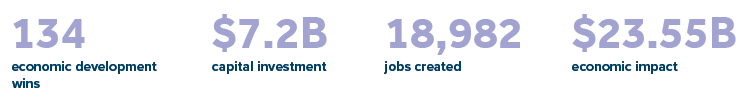 134 $7.2B 18,982 $23.55B
economic development capital investment jobs created economic impact
wins